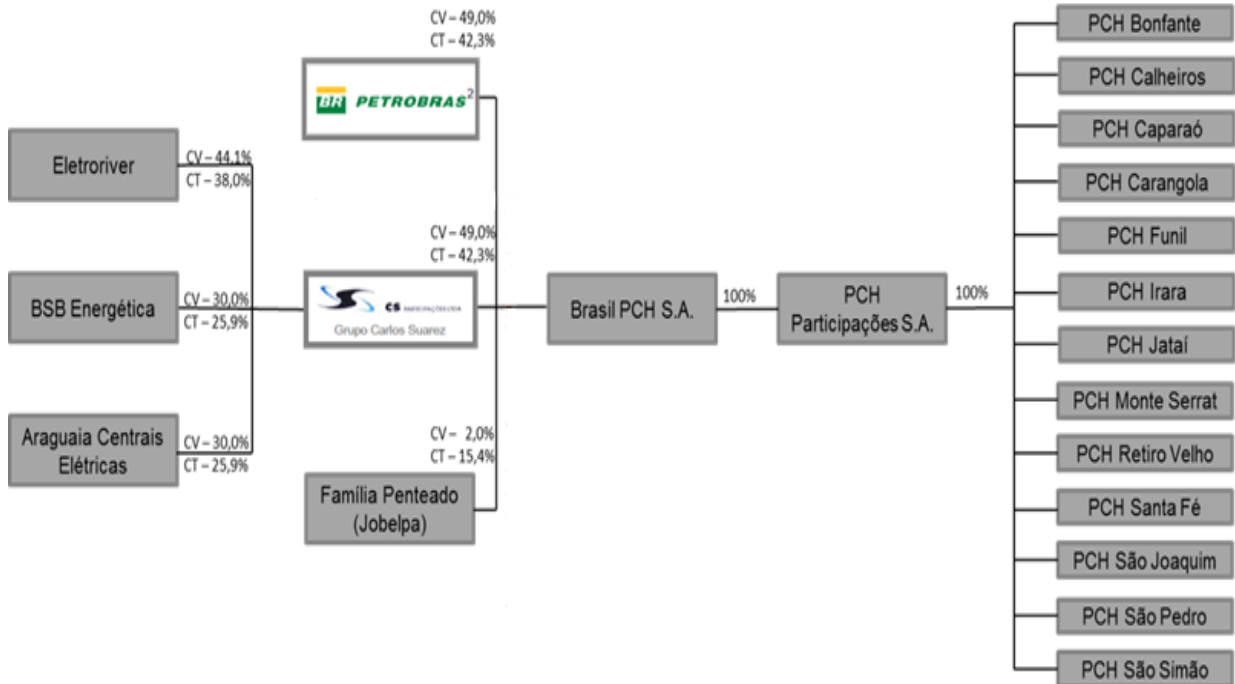 Eletroriver
CV – 44,1%
CT – 38,0%
BSB Energética
CV – 30,0%
CT – 25,9%
Araguaia Centrais
Elétricas
CV – 30,0%
CT – 25,9%
CV – 49,0%
CT – 42,3%
BR PETROBRAS²
CV – 49,0%
CT – 42,3%
CS PARTICIPAÇÕES LTDA
Grupo Carlos Suarez
CV – 2,0%
CT – 15,4%
Família Penteado
(Jobelpa)
Brasil PCH S.A.
100%
PCH
Participações S.A.
100%
PCH Bonfante
PCH Calheiros
PCH Caparaó
PCH Carangola
PCH Funil
PCH Irara
PCH Jataí
PCH Monte Serrat
PCH Retiro Velho
PCH Santa Fé
PCH São Joaquim
PCH São Pedro
PCH São Simão